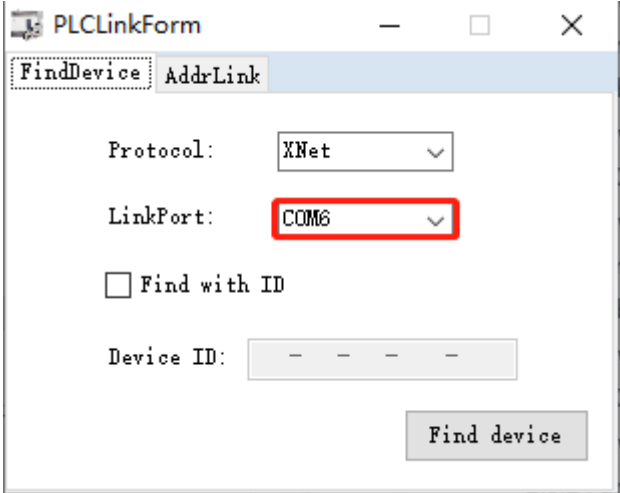 PLCLinkForm
FindDevice AddrLink
Protocol: XNet
LinkPort: COM6
Find with ID
Device ID: - - - -
Find device